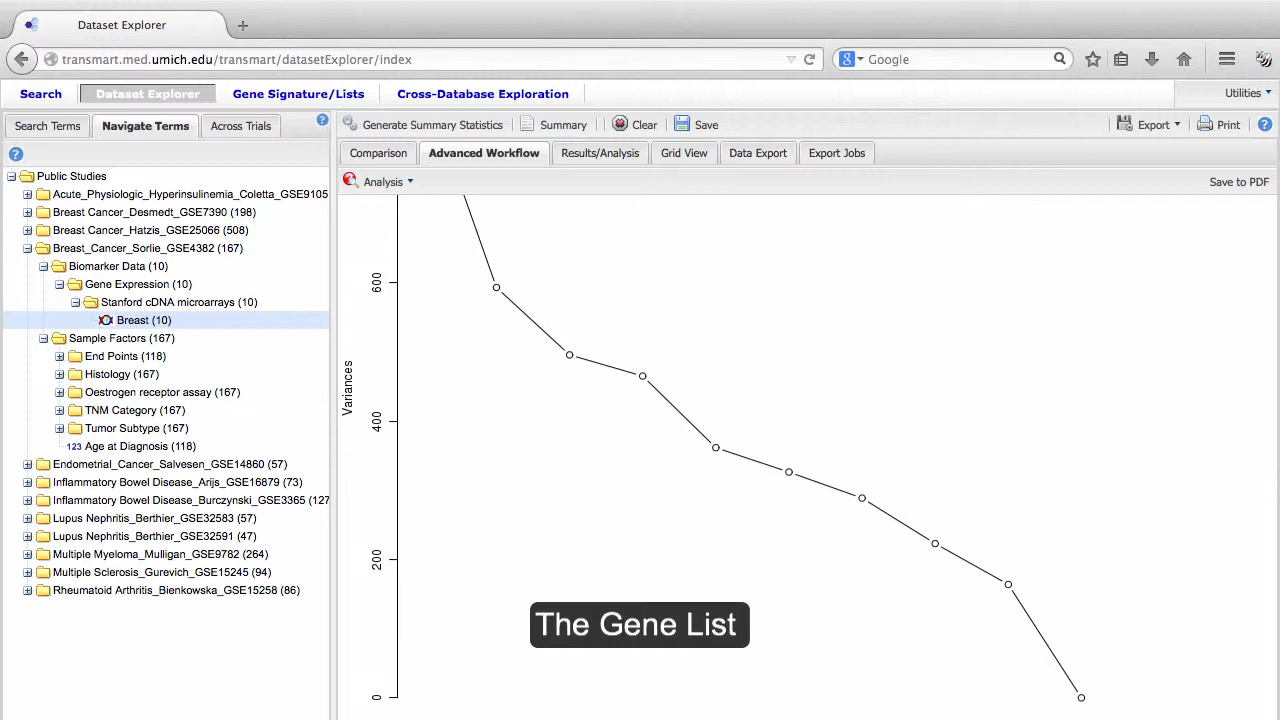 Dataset Explorer
transmart.med.umich.edu/transmart/datasetExplorer/index
Google
Search Dataset Explorer Gene Signature/Lists Cross-Database Exploration Utilities
Search Terms Navigate Terms Across Trials
Generate Summary Statistics Summary Clear Save Export Print
Comparison Advanced Workflow Results/Analysis Grid View Data Export Export Jobs
Analysis Save to PDF
Public Studies
Acute_Physiologic_Hyperinsulinemia_Coletta_GSE9105
Breast Cancer_Desmedt_GSE7390 (198)
Breast Cancer_Hatzis_GSE25066 (508)
Breast_Cancer_Sorlie_GSE4382 (167)
Biomarker Data (10)
Gene Expression (10)
Stanford cDNA microarrays (10)
Breast (10)
Sample Factors (167)
End Points (118)
Histology (167)
Oestrogen receptor assay (167)
TNM Category (167)
Tumor Subtype (167)
123 Age at Diagnosis (118)
Endometrial_Cancer_Salvesen_GSE14860 (57)
Inflammatory Bowel Disease_Arijs_GSE16879 (73)
Inflammatory Bowel Disease_Burczynski_GSE3365 (127
Lupus Nephritis_Berthier_GSE32583 (57)
Lupus Nephritis_Berthier_GSE32591 (47)
Multiple Myeloma_Mulligan_GSE9782 (264)
Multiple Sclerosis_Gurevich_GSE15245 (94)
Rheumatoid Arthritis_Bienkowska_GSE15258 (86)
Variances
600
400
200
0
The Gene List